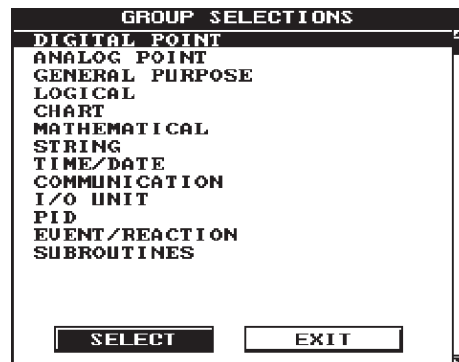 GROUP SELECTIONS
DIGITAL POINT
ANALOG POINT
GENERAL PURPOSE
LOGICAL
CHART
MATHEMATICAL
STRING
TIME/DATE
COMMUNICATION
I/O UNIT
PID
EVENT/REACTION
SUBROUTINES
SELECT EXIT